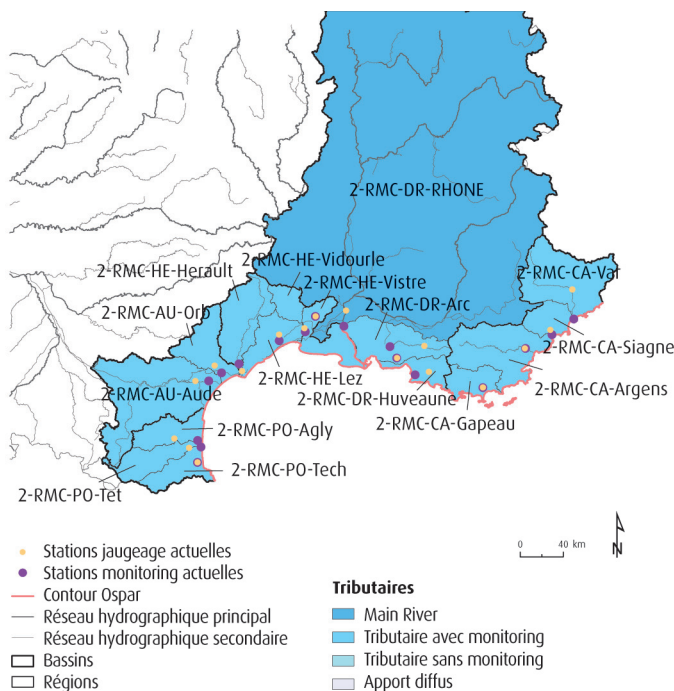 2-RMC-DR-RHONE
2-RMC-HE-Vidourle
2-RMC-HE-Herault
2-RMC-HE-Vistre
2-RMC-CA-Var
2-RMC-DR-Arc
2-RMC-AU-Orb
2-RMC-CA-Siagne
2-RMC-HE-Lez
2-RMC-CA-Argens
2-RMC-AU-Aude
2-RMC-DR-Huveaune
2-RMC-CA-Gapeau
2-RMC-PO-Agly
2-RMC-PO-Tech
2-RMC-PO-Tet
Stations jaugeage actuelles
Stations monitoring actuelles
Contour Ospar
Réseau hydrographique principal
Réseau hydrographique secondaire
Bassins
Régions
0 40 km
N
Tributaires
Main River
Tributaire avec monitoring
Tributaire sans monitoring
Apport diffus